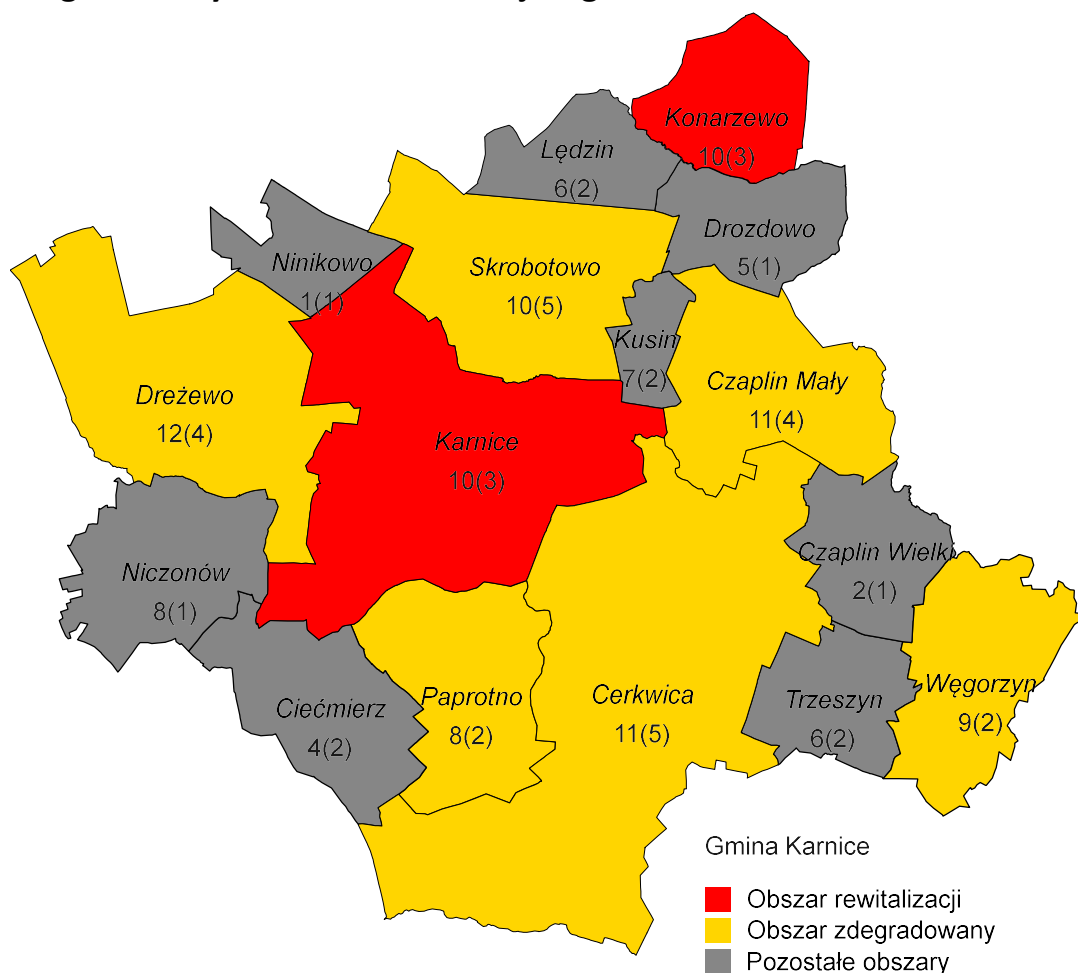 Konarzewo
10(3)
Lędzin
6(2)
Drozdowo
5(1)
Ninikowo
1(1)
Skrobotowo
10(5)
Kusin
7(2)
Czaplin Mały
11(4)
Dreżewo
12(4)
Karnice
10(3)
Czaplin Wielki
2(1)
Niczonów
8(1)
Ciećmierz
4(2)
Paprotno
8(2)
Cerkwica
11(5)
Trzeszyn
6(2)
Węgorzyn
9(2)
Gmina Karnice
Obszar rewitalizacji
Obszar zdegradowany
Pozostałe obszary